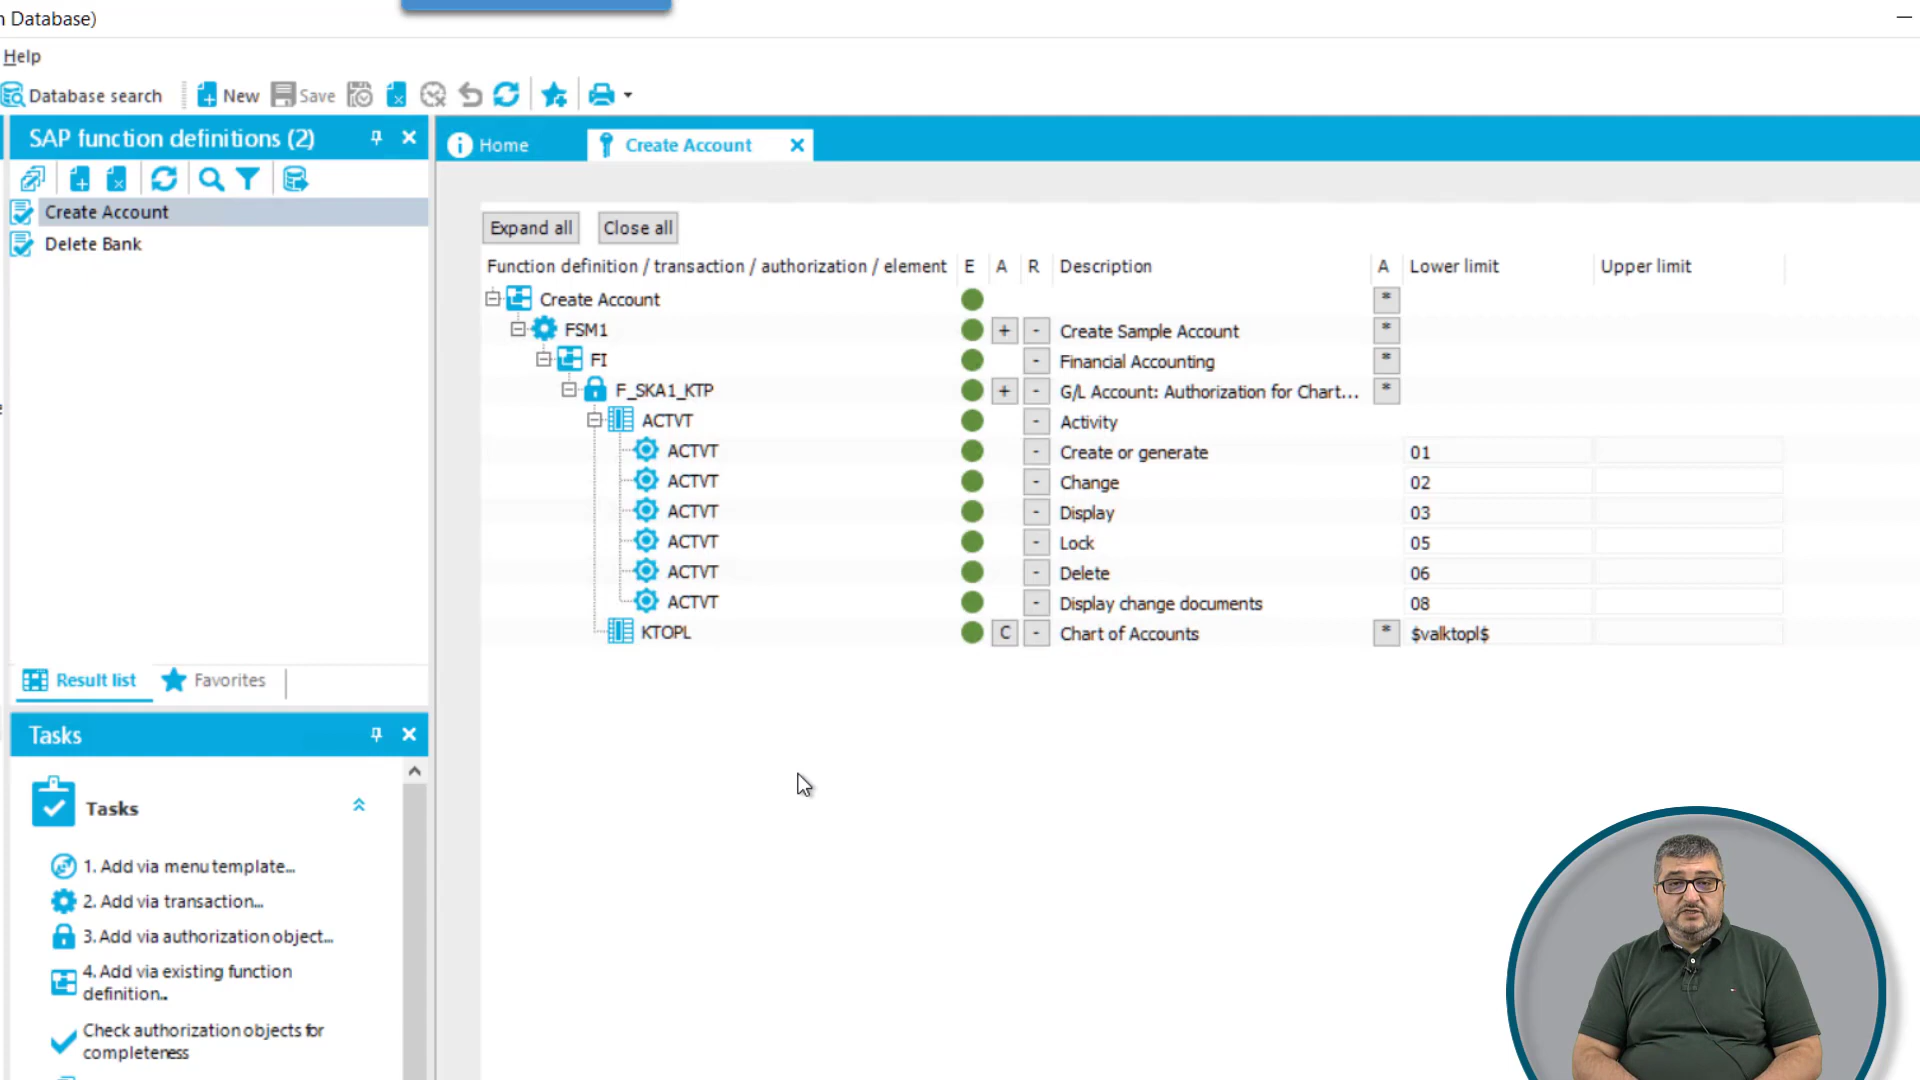 n Database)
Help
Database search New Save
SAP function definitions (2)
Create Account
Delete Bank
Result list Favorites
Tasks
Tasks
1. Add via menu template...
2. Add via transaction...
3. Add via authorization object...
4. Add via existing function
definition..
Check authorization objects for
completeness
Home Create Account
Expand all Close all
Function definition / transaction / authorization / element E A R Description A Lower limit Upper limit
Create Account *
FSM1 + - Create Sample Account *
FI - Financial Accounting *
F_SKA1_KTP + - G/L Account: Authorization for Chart... *
ACTVT - Activity
ACTVT - Create or generate 01
ACTVT - Change 02
ACTVT - Display 03
ACTVT - Lock 05
ACTVT - Delete 06
ACTVT - Display change documents 08
KTOPL C - Chart of Accounts * $valktopl$